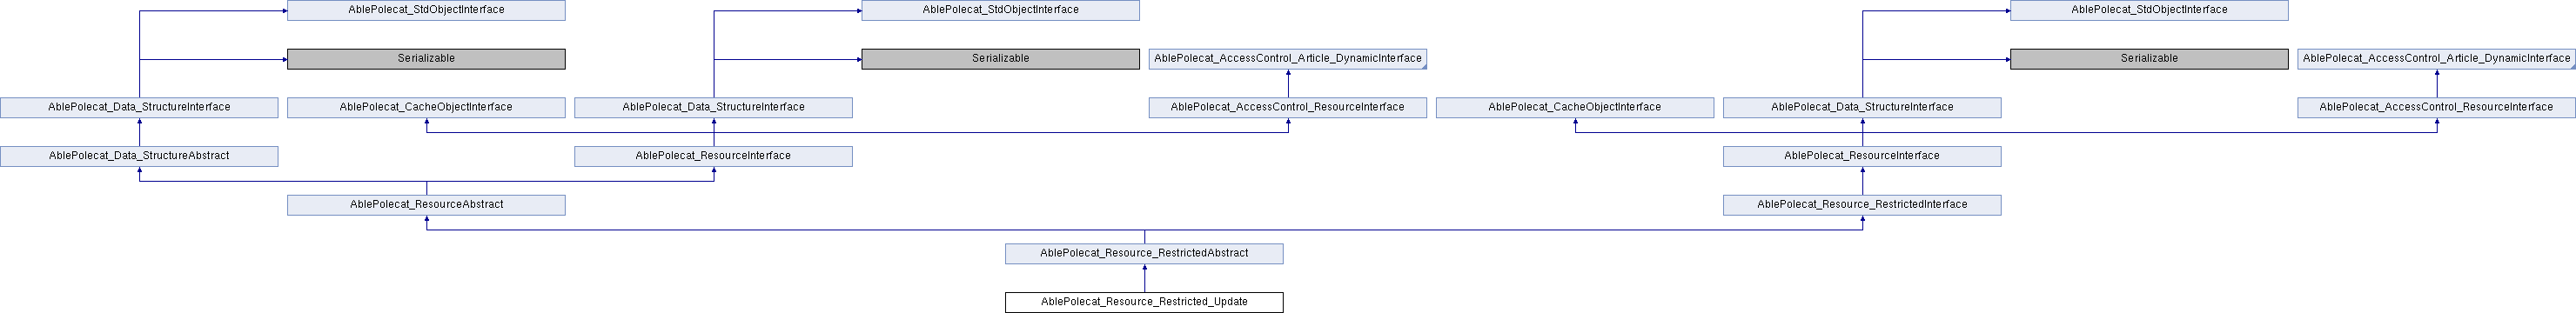 AblePolecat_StdObjectInterface
AblePolecat_StdObjectInterface
AblePolecat_StdObjectInterface
Serializable
Serializable
AblePolecat_AccessControl_Article_DynamicInterface
Serializable
AblePolecat_AccessControl_Article_DynamicInterface
AblePolecat_Data_StructureInterface
AblePolecat_CacheObjectInterface
AblePolecat_Data_StructureInterface
AblePolecat_AccessControl_ResourceInterface
AblePolecat_CacheObjectInterface
AblePolecat_Data_StructureInterface
AblePolecat_AccessControl_ResourceInterface
AblePolecat_Data_StructureAbstract
AblePolecat_ResourceInterface
AblePolecat_ResourceInterface
AblePolecat_ResourceAbstract
AblePolecat_Resource_RestrictedInterface
AblePolecat_Resource_RestrictedAbstract
AblePolecat_Resource_Restricted_Update